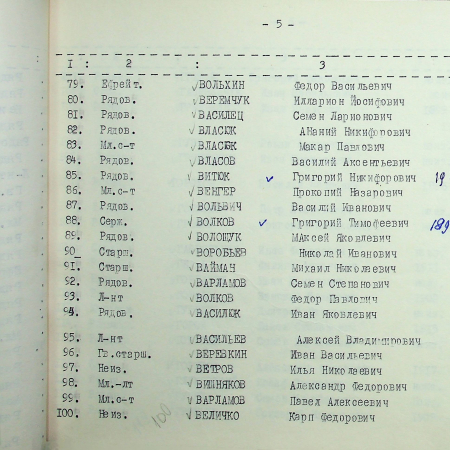 - 5 -
I : 2 : 3
79. Ефрейт. √ВОЛЬХИН Федор Васильевич
80. Рядов. √ВЕРЕМЧУК Илларион Иосифович
81. Рядов. √ВАСИЛЕЦ Семен Ларионович
82. Рядов. √ВЛАСЮК АНаний Никифорович
83. Мл.с-т √ВЛАСЮК Макар Павлович
84. Рядов. √ВЛАСОВ Василий Аксентьевич
85. Рядов. √ВИТЮК ✓ Григорий Никифорович 19
86. Мл.с-т √ВЕНГЕР Прокопий Назарович
87. Рядов. √ВОЛЬВИЧ Василий Иванович
88. Серж. √ВОЛКОВ ✓ Григорий Тимофеевич 189
89. Рядов. √ВОЛОЩУК МАксей Яковлевич
90_ Старш. √ВОРОБЬЕВ Николай Иванович
9I. Старш. √ВАЙМАН Михаил Николаевич
92. Рядов. √ВАРЛАМОВ Семен Степанович
93. Л-нт √ВОЛКОВ Федор Павлович
94. Рядов. √ВАСИЛЮК Иван Яковлевич
95. Л-нт √ВАСИЛЬЕВ Алексей Владимирович
96. Гв.старш. √ВЕРЕВКИН Иван Васильевич
97. Неиз. √ВЕТРОВ Илья Николаевич
98. Мл.-лт √ВИШНЯКОВ Александр Федорович
99. Мл.с-т √ВАРЛАМОВ Павел Алексеевич
I00. Неиз. 100 √ВЕЛИЧКО Карп Федорович